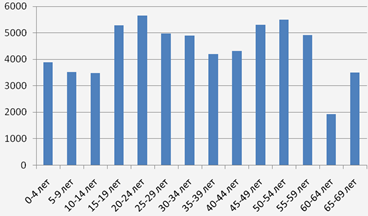 6000
5000
4000
3000
2000
1000
0
0-4 лет
5-9 лет
10-14 лет
15-19 лет
20-24 лет
25-29 лет
30-34 лет
35-39 лет
40-44 лет
45-49 лет
50-54 лет
55-59 лет
60-64 лет
65-69 лет